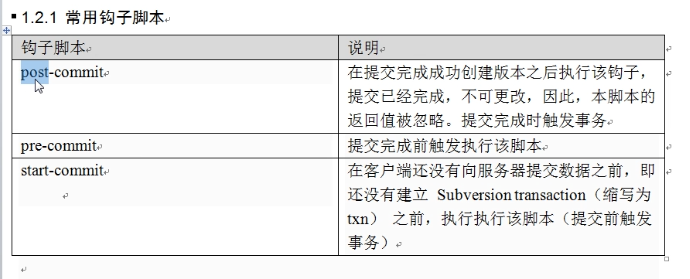 1.2.1 常用钩子脚本
钩子脚本
说明
post-commit
在提交完成成功创建版本之后执行该钩子，
提交已经完成，不可更改，因此，本脚本的
返回值被忽略。提交完成时触发事务
pre-commit
提交完成前触发执行该脚本
start-commit
在客户端还没有向服务器提交数据之前，即
还没有建立 Subversion transaction（缩写为
txn） 之前，执行执行该脚本（提交前触发
事务）